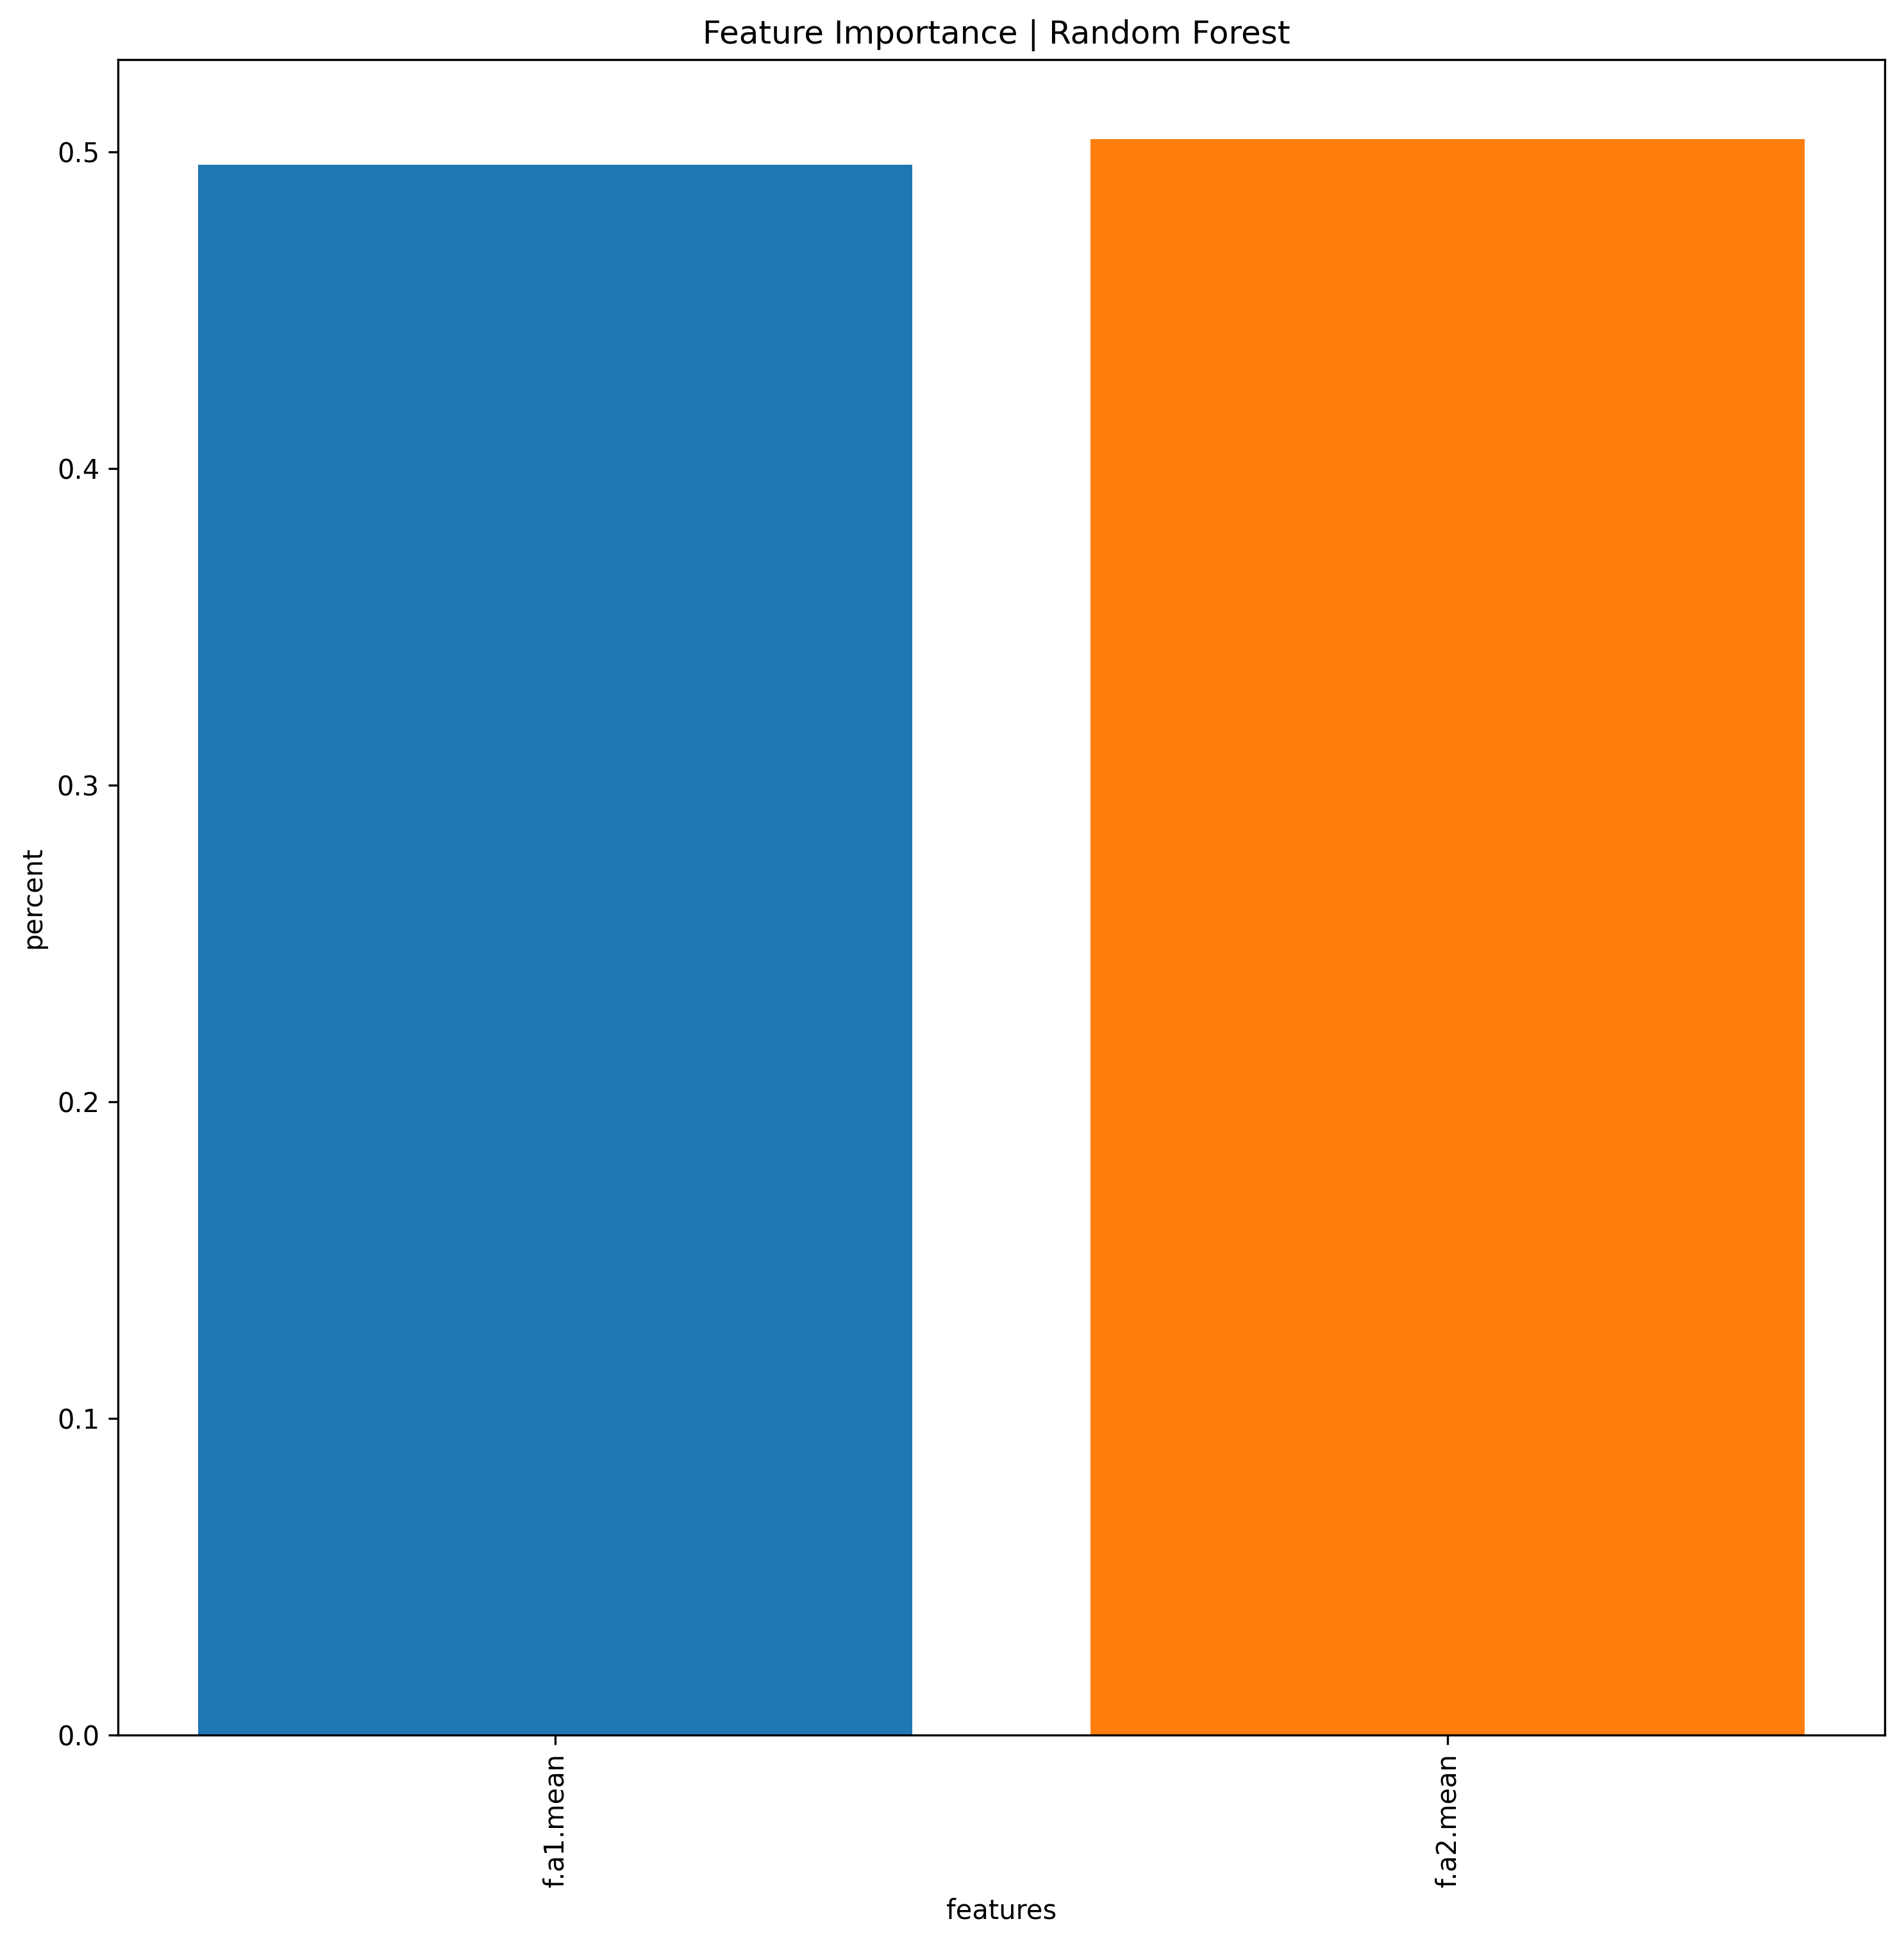 Feature Importance | Random Forest
0.5
0.4
0.3
0.2
0.1
0.0
percent
f.a1.mean
f.a2.mean
features